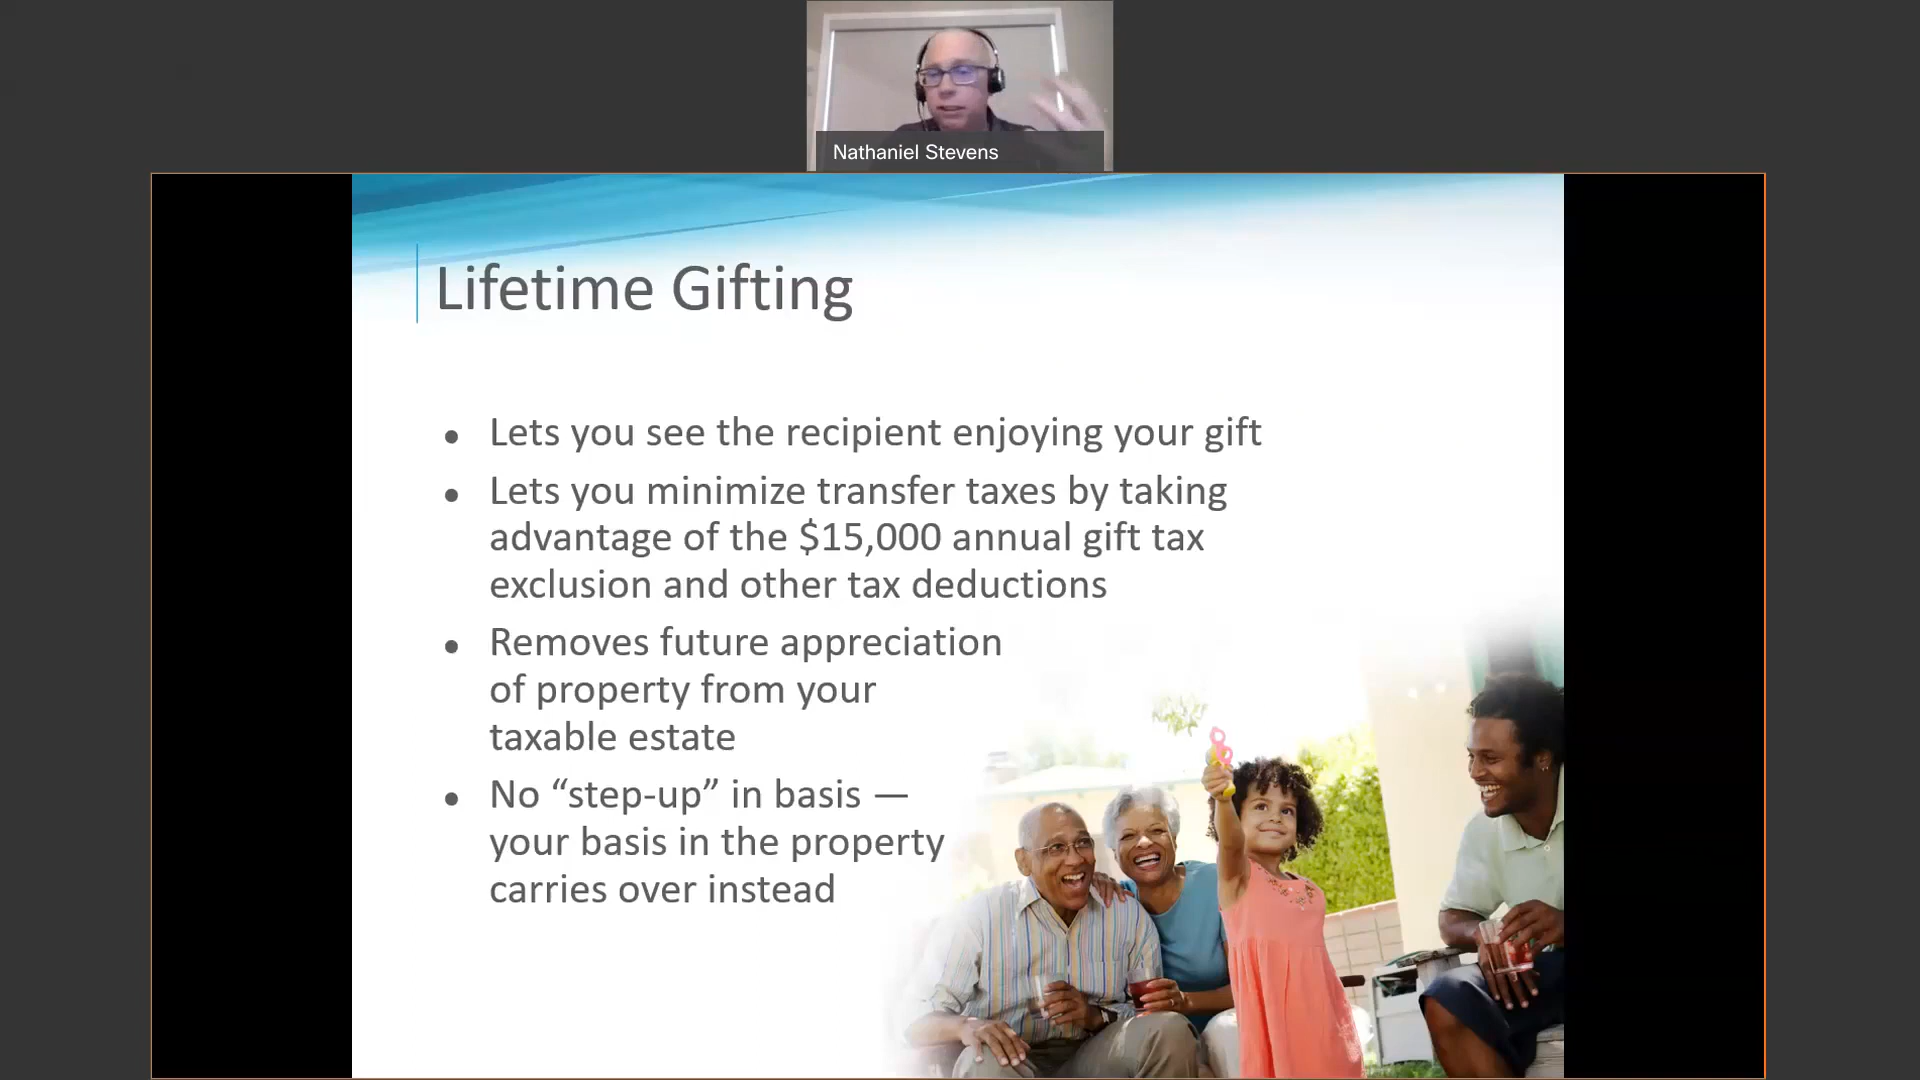 Nathaniel Stevens
Lifetime Gifting
• Lets you see the recipient enjoying your gift
• Lets you minimize transfer taxes by taking
advantage of the $15,000 annual gift tax
exclusion and other tax deductions
• Removes future appreciation
of property from your
taxable estate
• No “step-up” in basis —
your basis in the property
carries over instead